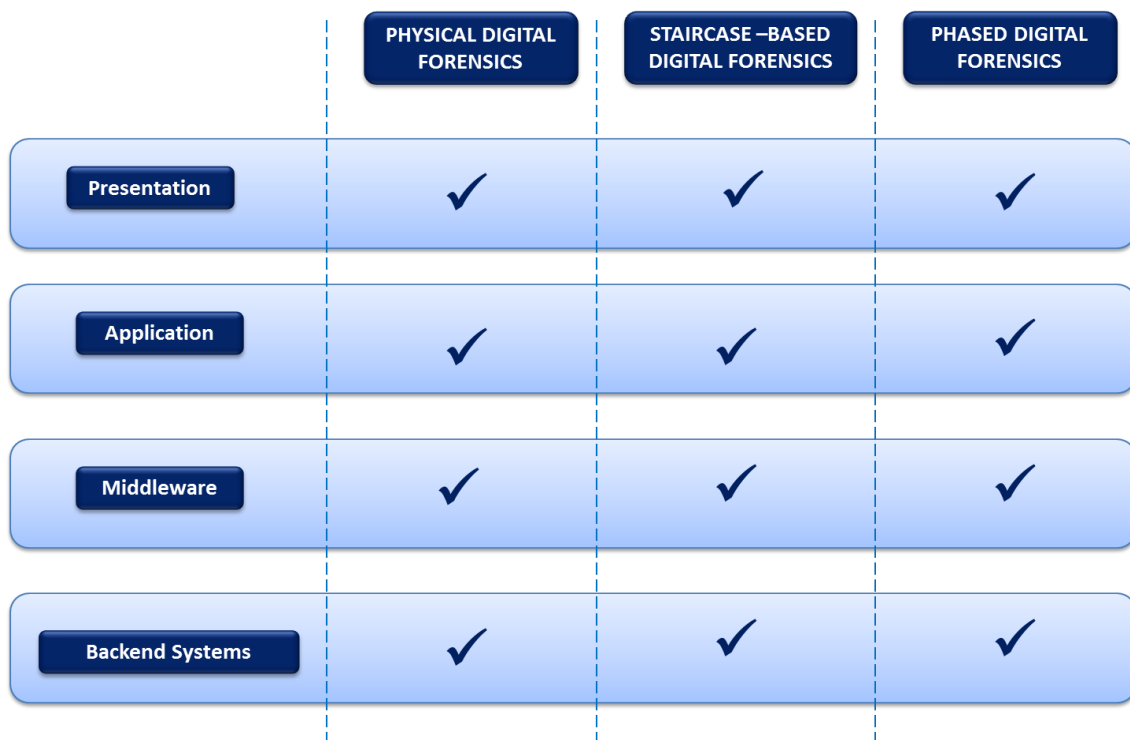 PHYSICAL DIGITAL
FORENSICS
STAIRCASE –BASED
DIGITAL FORENSICS
PHASED DIGITAL
FORENSICS
Presentation
Application
Middleware
Backend Systems